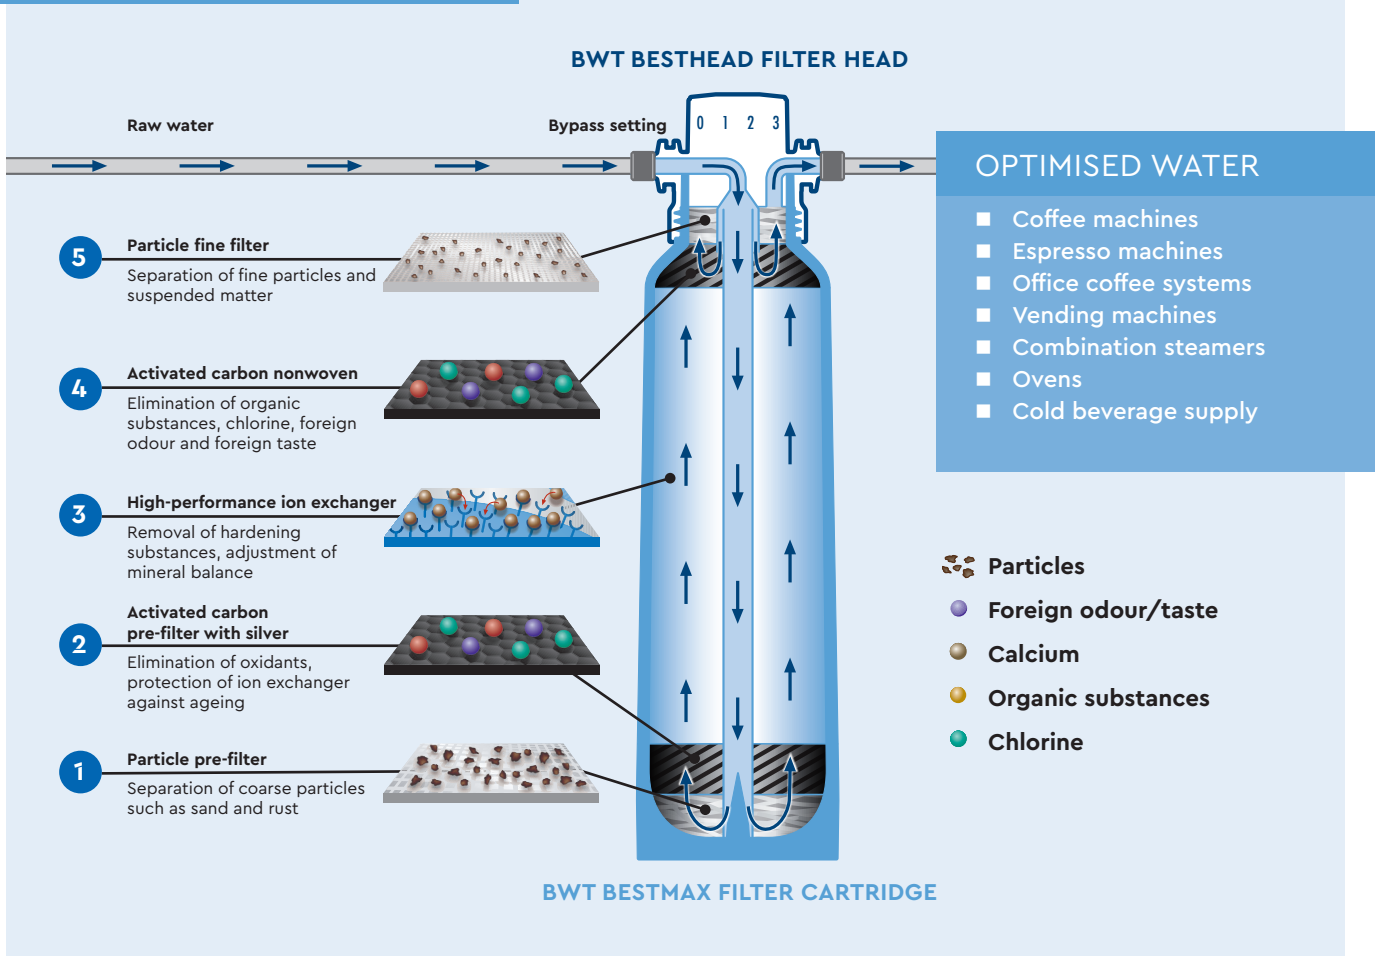 BWT BESTHEAD FILTER HEAD
Raw water
Bypass setting
0 1 2 3
OPTIMISED WATER
Coffee machines
Espresso machines
Office coffee systems
Vending machines
Combination steamers
Ovens
Cold beverage supply
5
Particle fine filter
Separation of fine particles and
suspended matter
4
Activated carbon nonwoven
Elimination of organic
substances, chlorine, foreign
odour and foreign taste
3
High-performance ion exchanger
Removal of hardening
substances, adjustment of
mineral balance
2
Activated carbon
pre-filter with silver
Elimination of oxidants,
protection of ion exchanger
against ageing
1
Particle pre-filter
Separation of coarse particles
such as sand and rust
Particles
Foreign odour/taste
Calcium
Organic substances
Chlorine
BWT BESTMAX FILTER CARTRIDGE